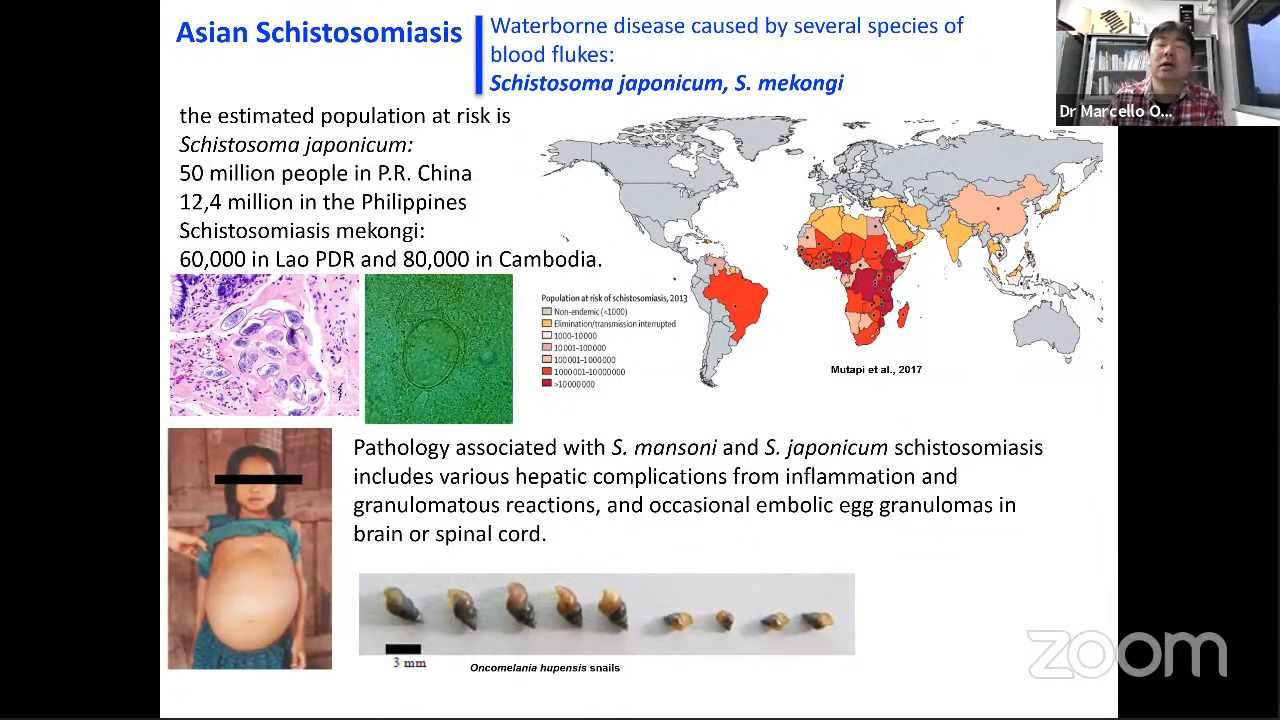 Asian Schistosomiasis
Waterborne disease caused by several species of
blood flukes:
Schistosoma japonicum, S. mekongi
Dr Marcello O...
the estimated population at risk is
Schistosoma japonicum:
50 million people in P.R. China
12,4 million in the Philippines
Schistosomiasis mekongi:
60,000 in Lao PDR and 80,000 in Cambodia.
Population at risk of schistosomiasis, 2013
Non-endemic (<1000)
Elimination/transmission interrupted
1000–10000
10001–100000
100001–1000000
1000001–10000000
>10000000
Mutapi et al., 2017
Pathology associated with S. mansoni and S. japonicum schistosomiasis
includes various hepatic complications from inflammation and
granulomatous reactions, and occasional embolic egg granulomas in
brain or spinal cord.
3 mm
Oncomelania hupensis snails
zoom